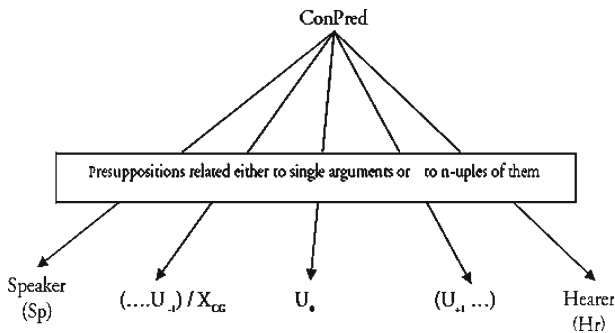 ConPred
Presuppositions related either to single arguments or to n-uples of them
Speaker (....U₋₁) / X_CG U₀ (U₊₁ ...) Hearer
(Sp) (Hr)